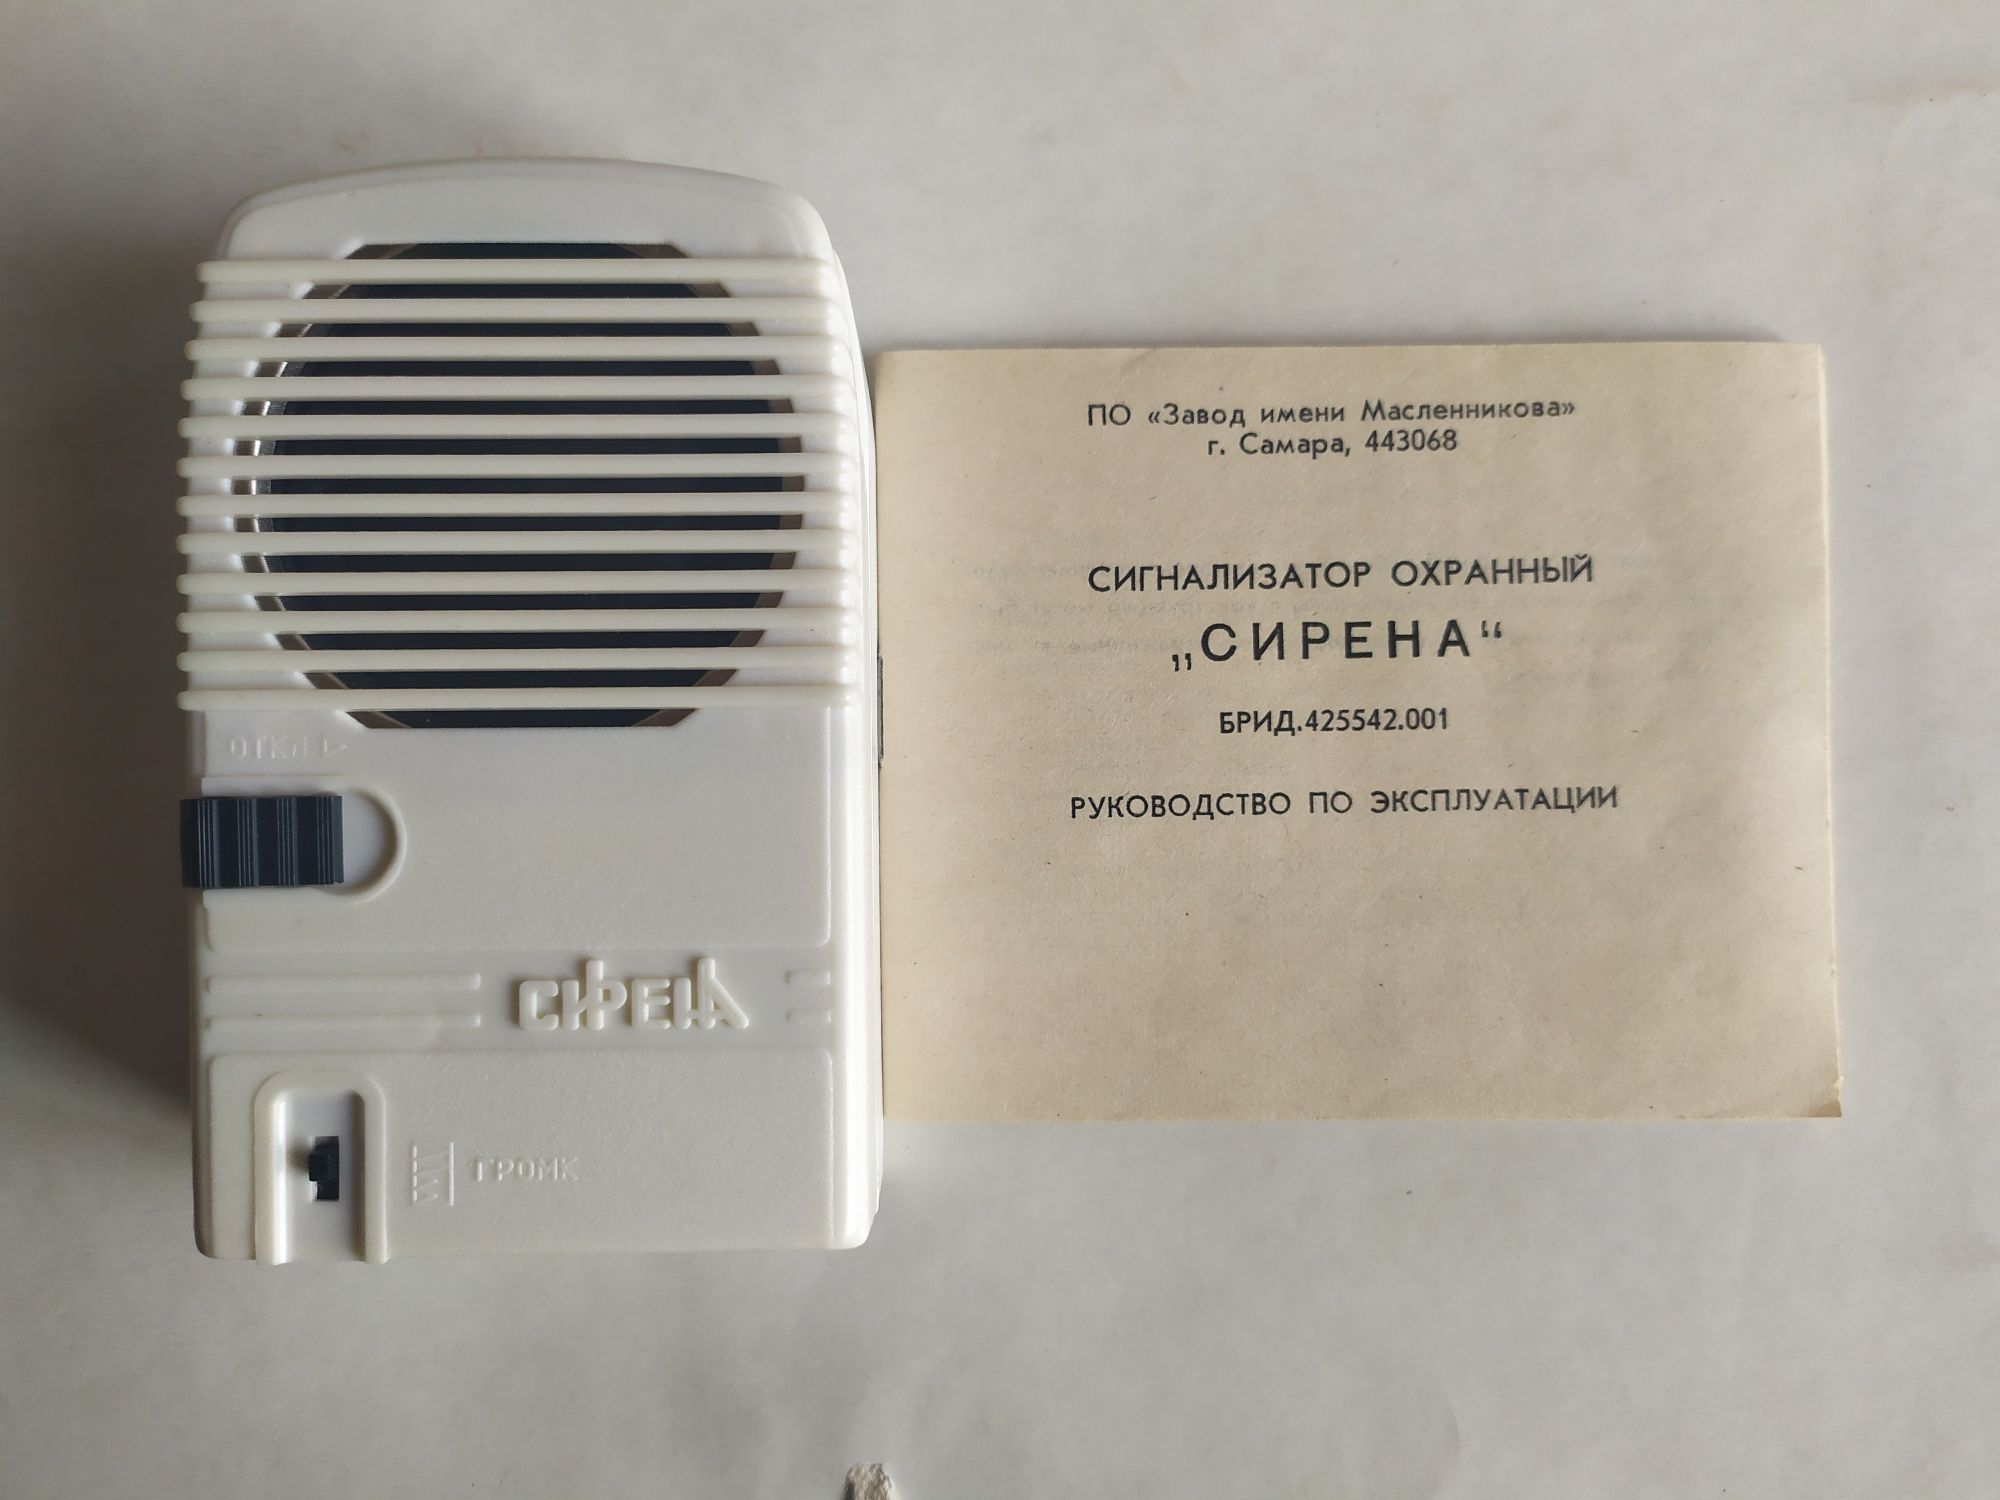 ОТКЛ
СИРЕНА
ГРОМК
ПО «Завод имени Масленникова»
г. Самара, 443068
СИГНАЛИЗАТОР ОХРАННЫЙ
„СИРЕНА“
БРИД.425542.001
РУКОВОДСТВО ПО ЭКСПЛУАТАЦИИ